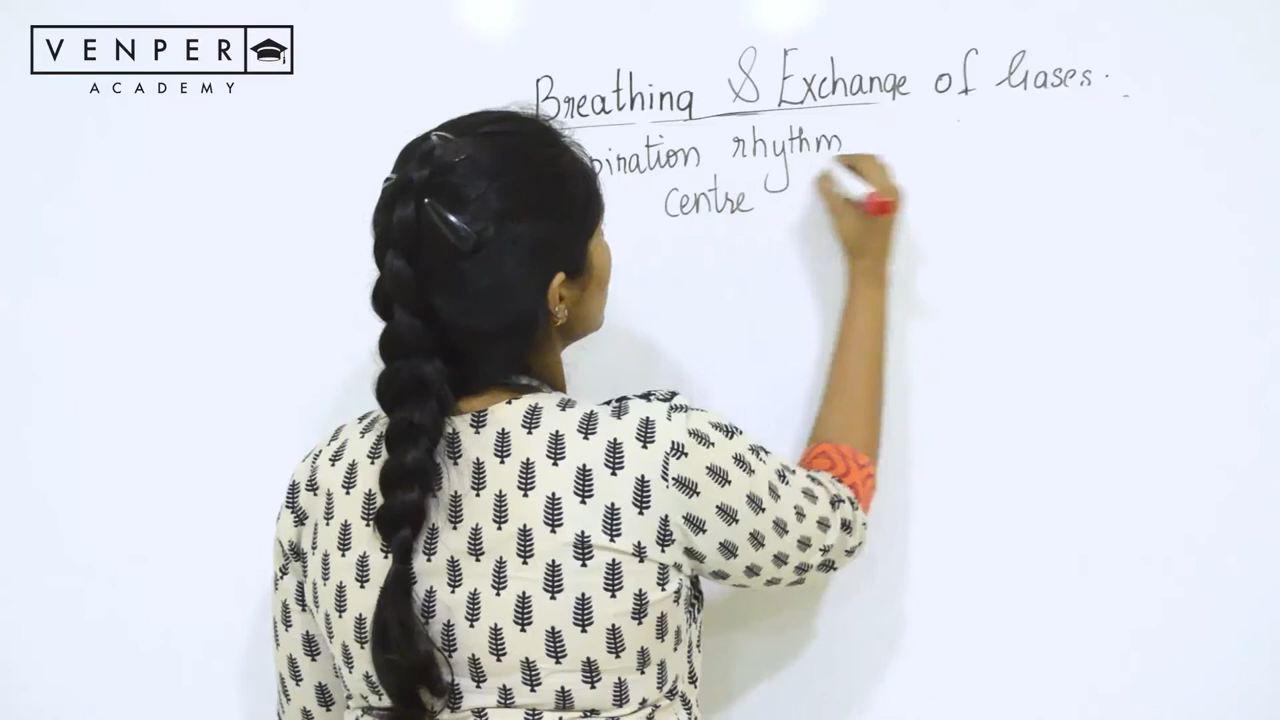 VENPER
ACADEMY
Breathing & Exchange of Gases.
piration rhythm
Centre